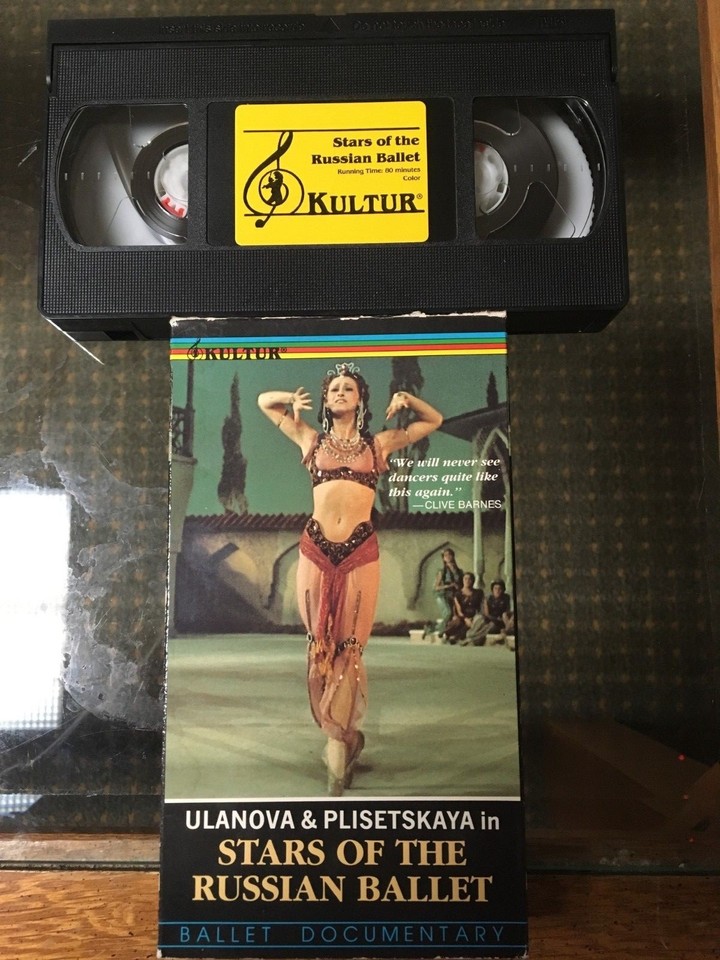 Stars of the
Russian Ballet
Running Time: 80 minutes
Color
KULTUR®
KULTUR®
"We will never see
dancers quite like
this again."
—CLIVE BARNES
ULANOVA & PLISETSKAYA in
STARS OF THE
RUSSIAN BALLET
BALLET DOCUMENTARY